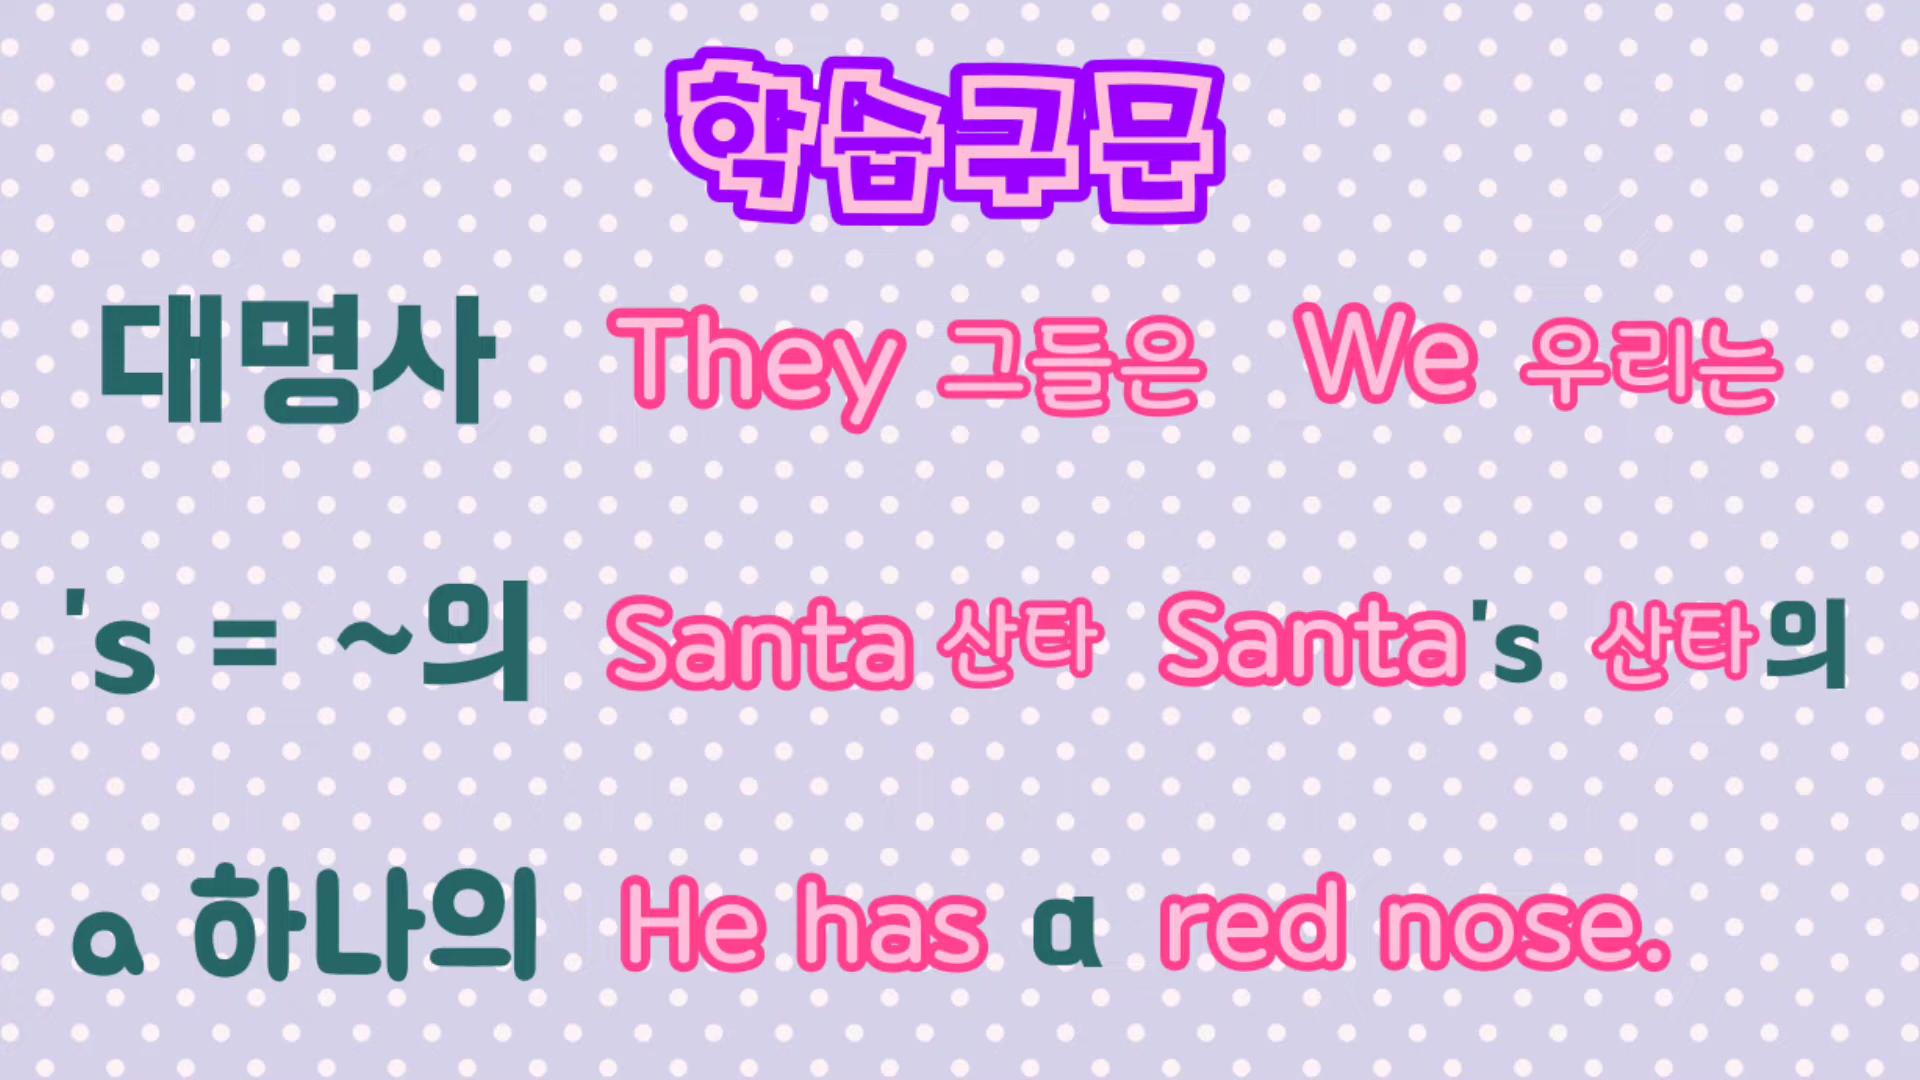 학습구문
대명사 They 그들은 We 우리는
's = ~의 Santa 산타 Santa's 산타의
a 하나의 He has a red nose.